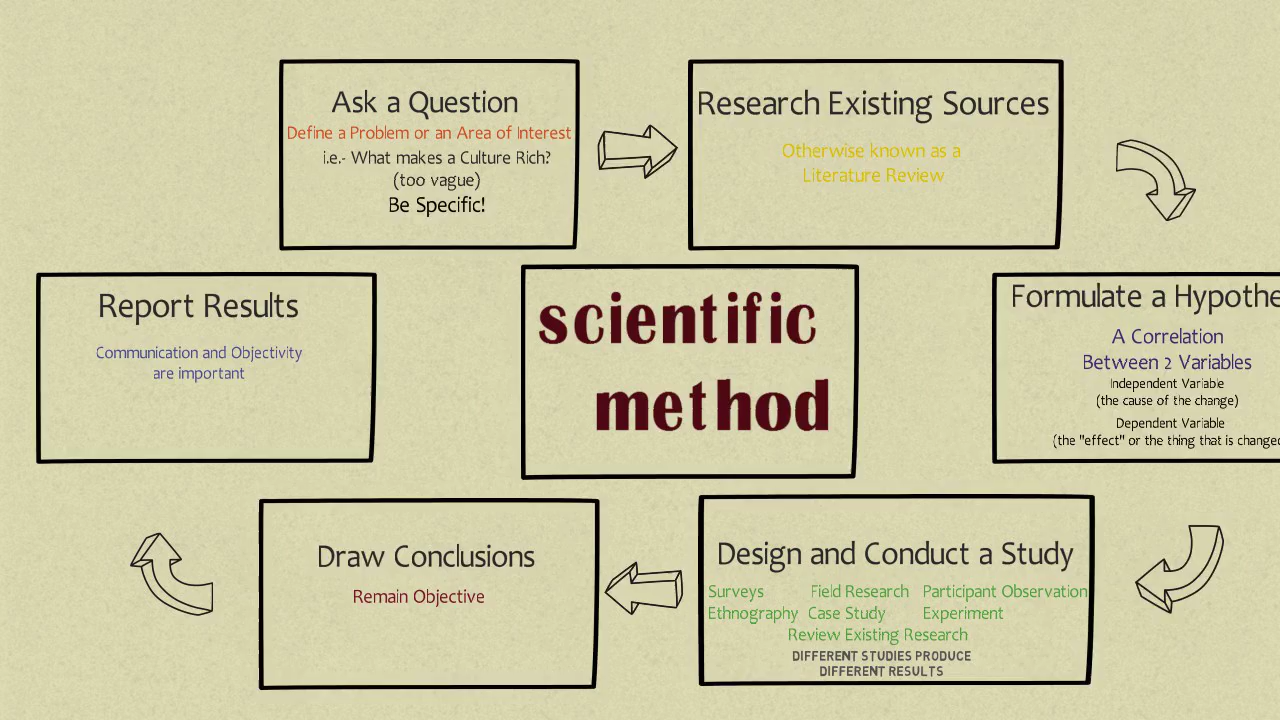 Ask a Question
Define a Problem or an Area of Interest
i.e.- What makes a Culture Rich?
(too vague)
Be Specific!
Research Existing Sources
Otherwise known as a
Literature Review
Formulate a Hypothe
A Correlation
Between 2 Variables
Independent Variable
(the cause of the change)
Dependent Variable
(the "effect" or the thing that is changed
Design and Conduct a Study
Surveys Field Research Participant Observation
Ethnography Case Study Experiment
Review Existing Research
DIFFERENT STUDIES PRODUCE
DIFFERENT RESULTS
Draw Conclusions
Remain Objective
Report Results
Communication and Objectivity
are important
scientific
method